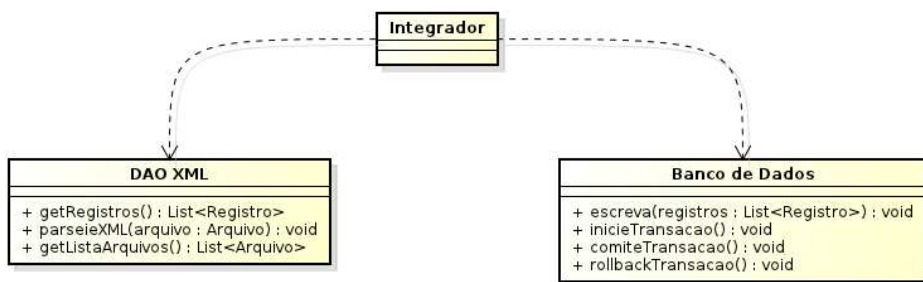 Integrador
DAO XML
+ getRegistros() : List<Registro>
+ parseieXML(arquivo : Arquivo) : void
+ getListaArquivos() : List<Arquivo>
Banco de Dados
+ escreva(registros : List<Registro>) : void
+ inicieTransacao() : void
+ comiteTransacao() : void
+ rollbackTransacao() : void